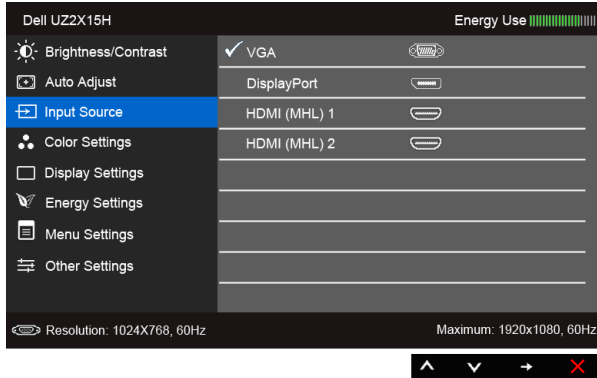 Dell UZ2X15H
Energy Use
Brightness/Contrast
VGA
Auto Adjust
DisplayPort
Input Source
HDMI (MHL) 1
Color Settings
HDMI (MHL) 2
Display Settings
Energy Settings
Menu Settings
Other Settings
Resolution: 1024X768, 60Hz
Maximum: 1920x1080, 60Hz